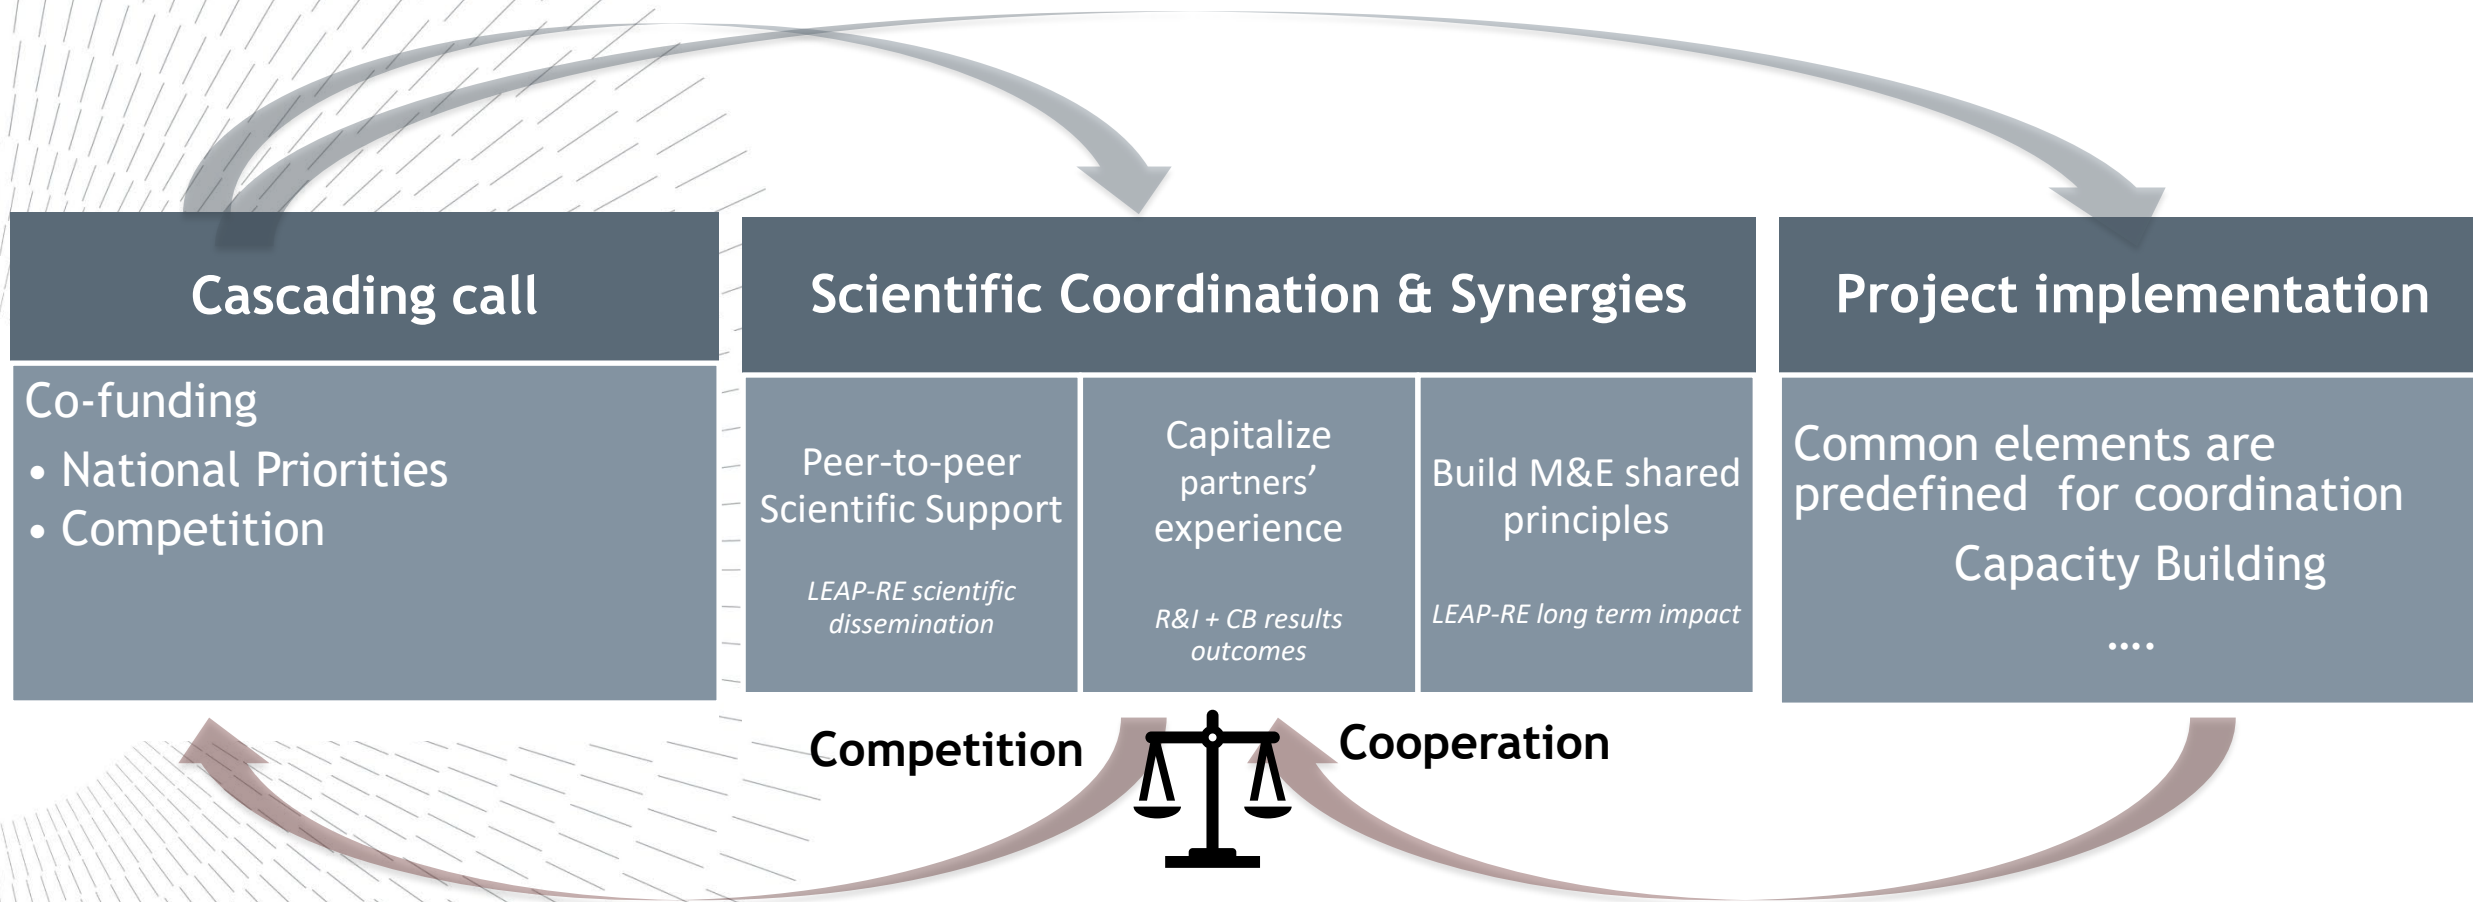 Cascading call
Co-funding
• National Priorities
• Competition
Scientific Coordination & Synergies
Peer-to-peer
Scientific Support
LEAP-RE scientific
dissemination
Capitalize
partners’
experience
R&I + CB results
outcomes
Build M&E shared
principles
LEAP-RE long term impact
Project implementation
Common elements are
predefined  for coordination
Capacity Building
....
Competition
Cooperation